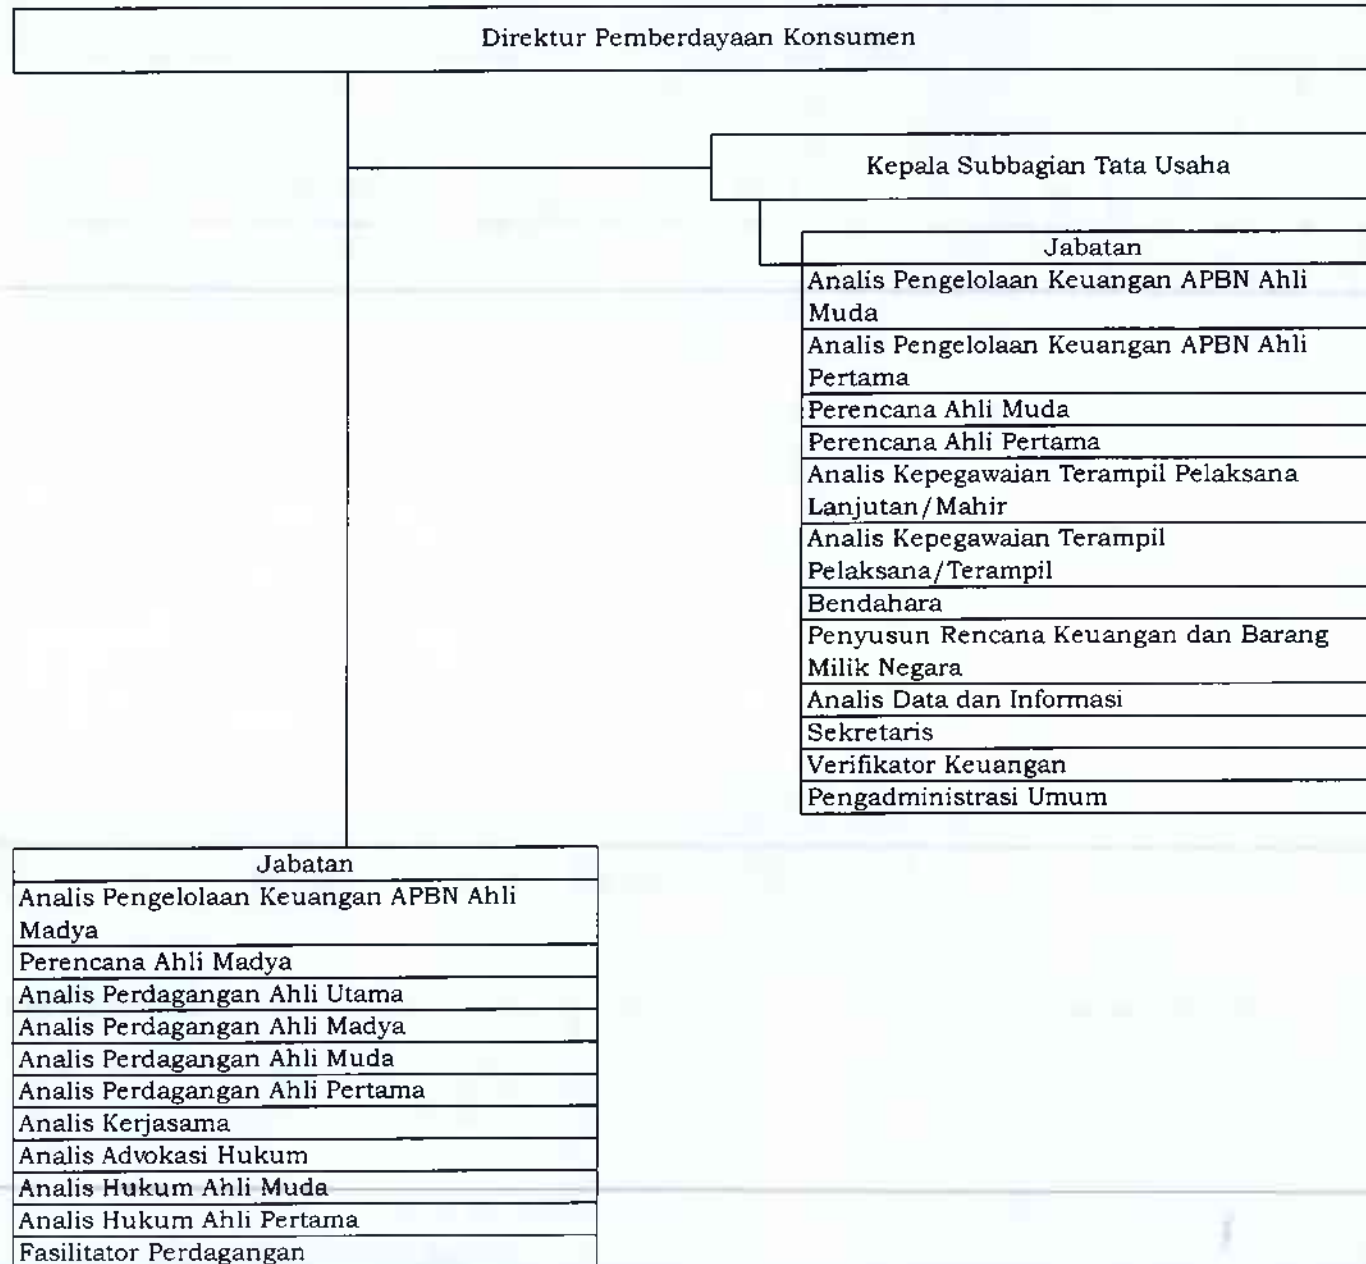 Direktur Pemberdayaan Konsumen
Kepala Subbagian Tata Usaha
Jabatan
Analis Pengelolaan Keuangan APBN Ahli
Muda
Analis Pengelolaan Keuangan APBN Ahli
Pertama
Perencana Ahli Muda
Perencana Ahli Pertama
Analis Kepegawaian Terampil Pelaksana
Lanjutan/Mahir
Analis Kepegawaian Terampil
Pelaksana/Terampil
Bendahara
Penyusun Rencana Keuangan dan Barang
Milik Negara
Analis Data dan Informasi
Sekretaris
Verifikator Keuangan
Pengadministrasi Umum
Jabatan
Analis Pengelolaan Keuangan APBN Ahli
Madya
Perencana Ahli Madya
Analis Perdagangan Ahli Utama
Analis Perdagangan Ahli Madya
Analis Perdagangan Ahli Muda
Analis Perdagangan Ahli Pertama
Analis Kerjasama
Analis Advokasi Hukum
Analis Hukum Ahli Muda
Analis Hukum Ahli Pertama
Fasilitator Perdagangan